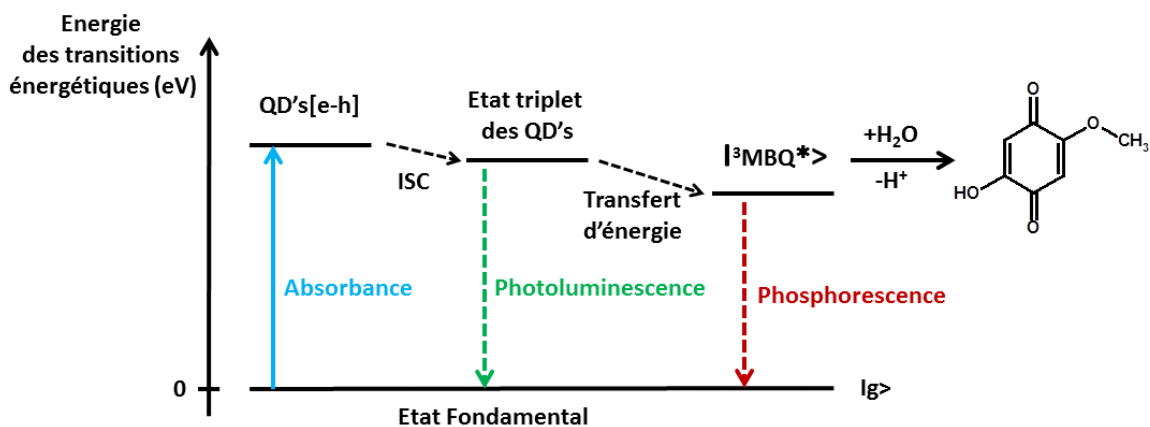 Energie
des transitions
énergétiques (eV)
QD's[e-h]
Etat triplet
des QD's
ISC
Transfert
d'énergie
|³MBQ*>
+H₂O
-H⁺
O
O
CH₃
HO
O
Absorbance
Photoluminescence
Phosphorescence
0
Ig>
Etat Fondamental